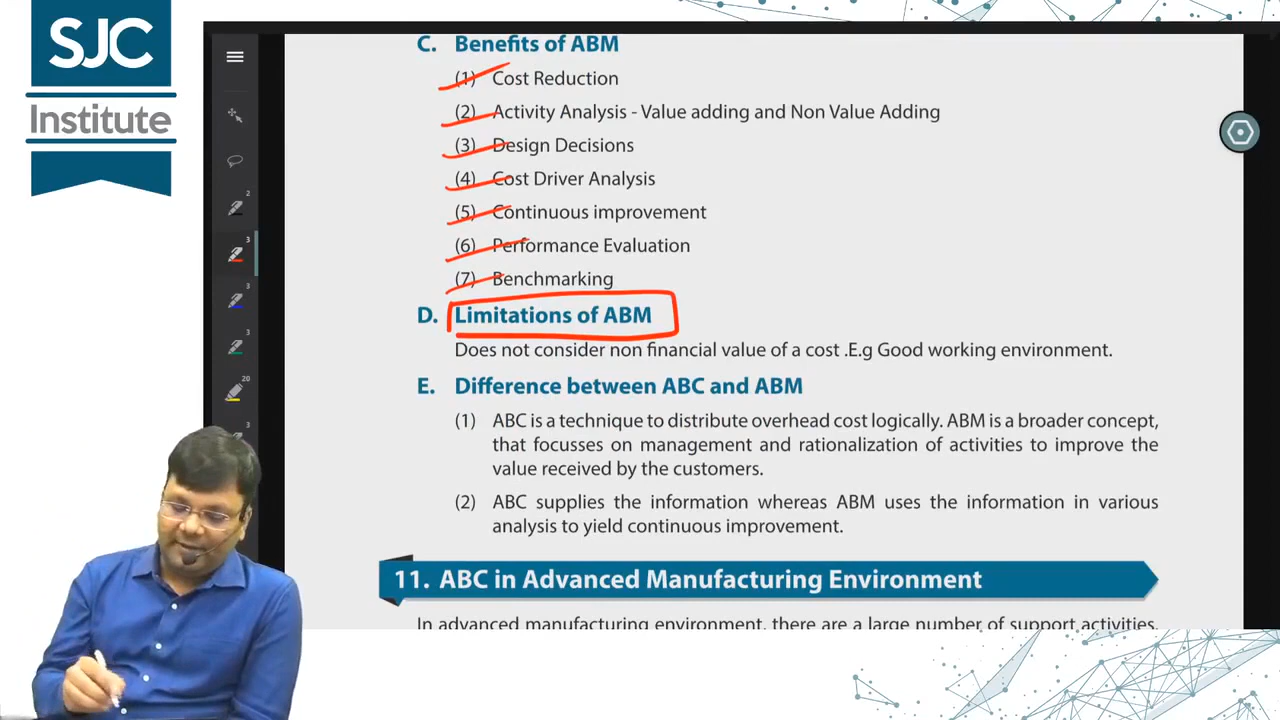 SJC
Institute
C. Benefits of ABM
(1) Cost Reduction
(2) Activity Analysis - Value adding and Non Value Adding
(3) Design Decisions
(4) Cost Driver Analysis
(5) Continuous improvement
(6) Performance Evaluation
(7) Benchmarking
D. Limitations of ABM
Does not consider non financial value of a cost .E.g Good working environment.
E. Difference between ABC and ABM
(1) ABC is a technique to distribute overhead cost logically. ABM is a broader concept,
that focusses on management and rationalization of activities to improve the
value received by the customers.
(2) ABC supplies the information whereas ABM uses the information in various
analysis to yield continuous improvement.
11. ABC in Advanced Manufacturing Environment
In advanced manufacturing environment, there are a large number of support activities,
2
3
3
3
20
3